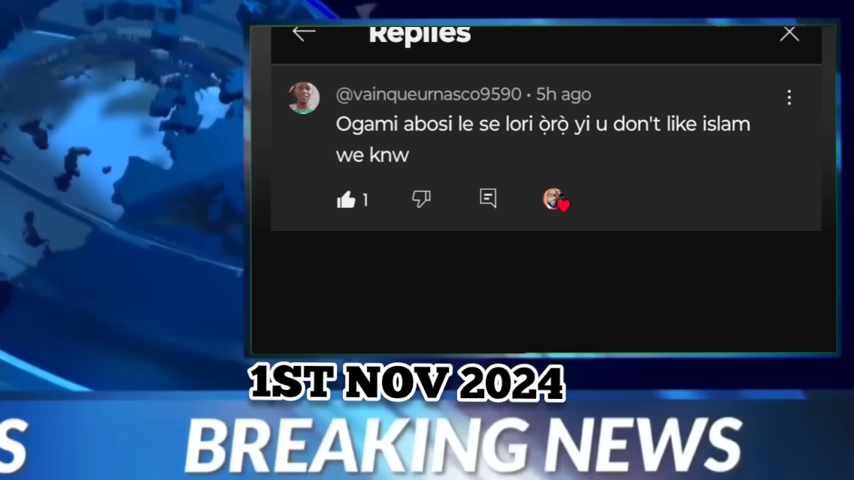 Replies
@vainqueurnasco9590 • 5h ago
Ogami abosi le se lori ọ̀rọ̀ yi u don't like islam
we knw
1
1ST NOV 2024
S
BREAKING NEWS